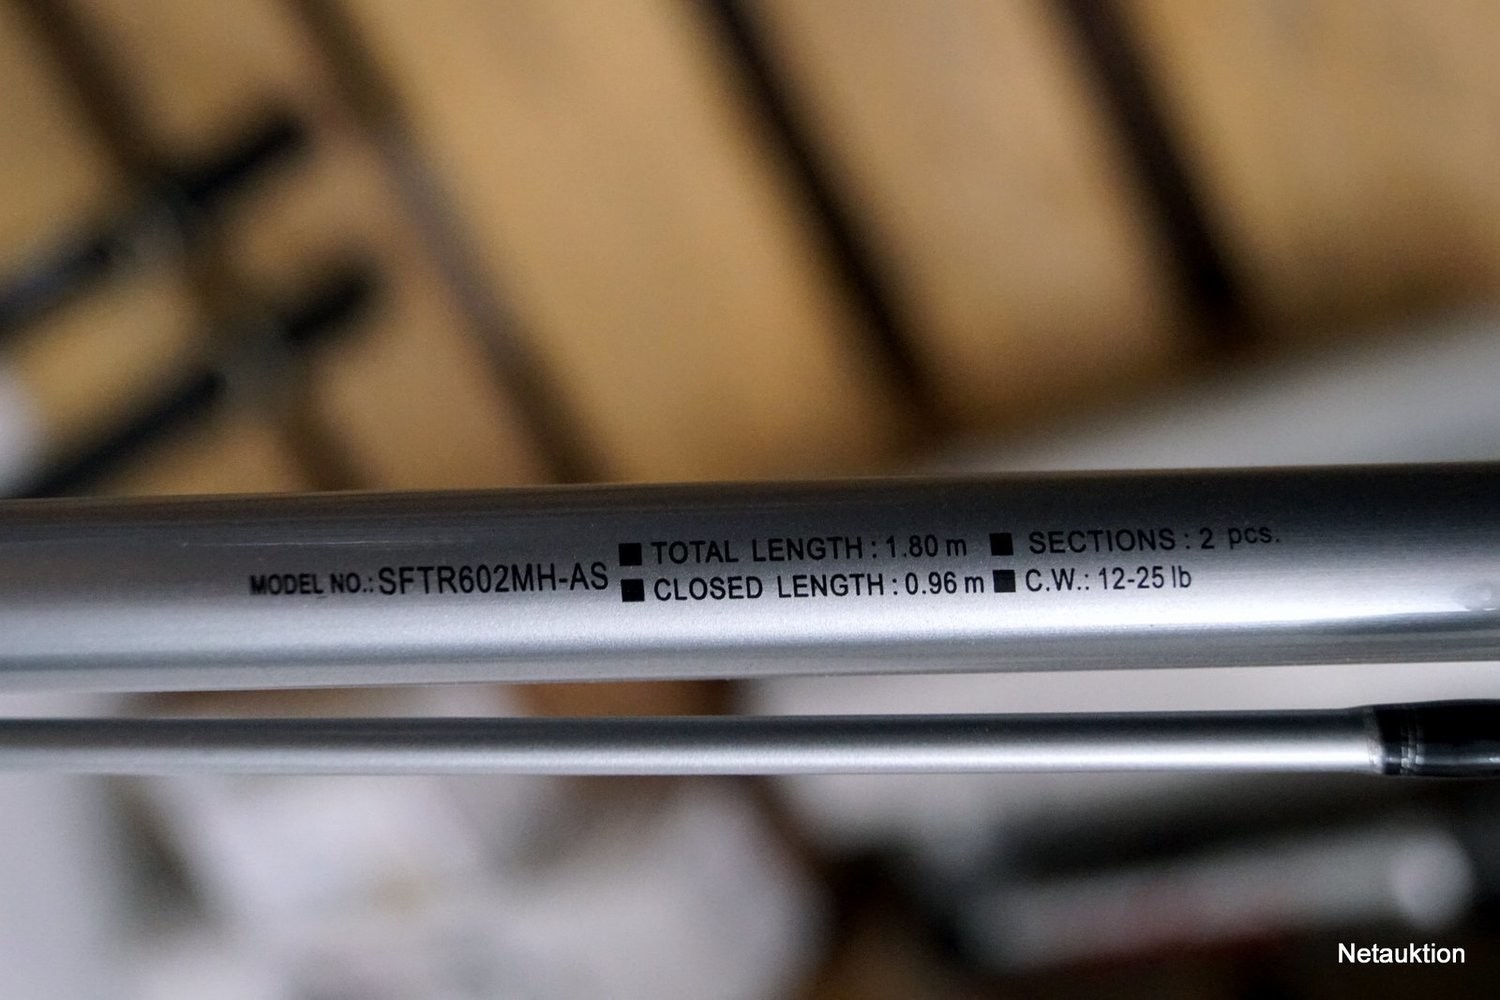 MODEL NO.: SFTR602MH-AS
■ TOTAL LENGTH : 1.80 m ■ SECTIONS : 2 pcs.
■ CLOSED LENGTH : 0.96 m ■ C.W.: 12-25 lb
Netauktion